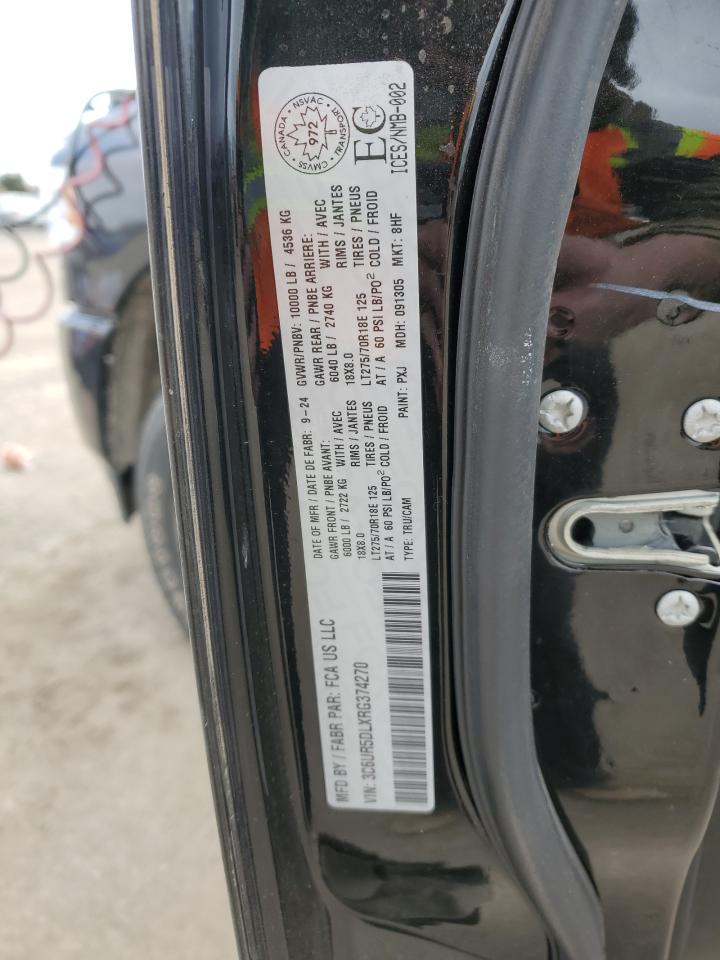 MFD BY / FABR PAR: FCA US LLC
DATE OF MFR / DATE DE FABR: 9-24
GVWR/PNBV: 10000 LB / 4536 KG
GAWR FRONT / PNBE AVANT:
6000 LB / 2722 KG
WITH / AVEC
18X8.0
RIMS / JANTES
LT275/70R18E 125
TIRES / PNEUS
AT / A 60 PSI LB/PO² COLD / FROID
GAWR REAR / PNBE ARRIERE:
6040 LB / 2740 KG
WITH / AVEC
18X8.0
RIMS / JANTES
LT275/70R18E 125
TIRES / PNEUS
AT / A 60 PSI LB/PO² COLD / FROID
VIN: 3C6UR5DLXRG374270
TYPE: TRU/CAM
PAINT: PXJ
MDH: 091305
MKT: 8HF
CANADA NSVAC
972
CMVSS TRANSPORT
EC
ICES/NMB-002